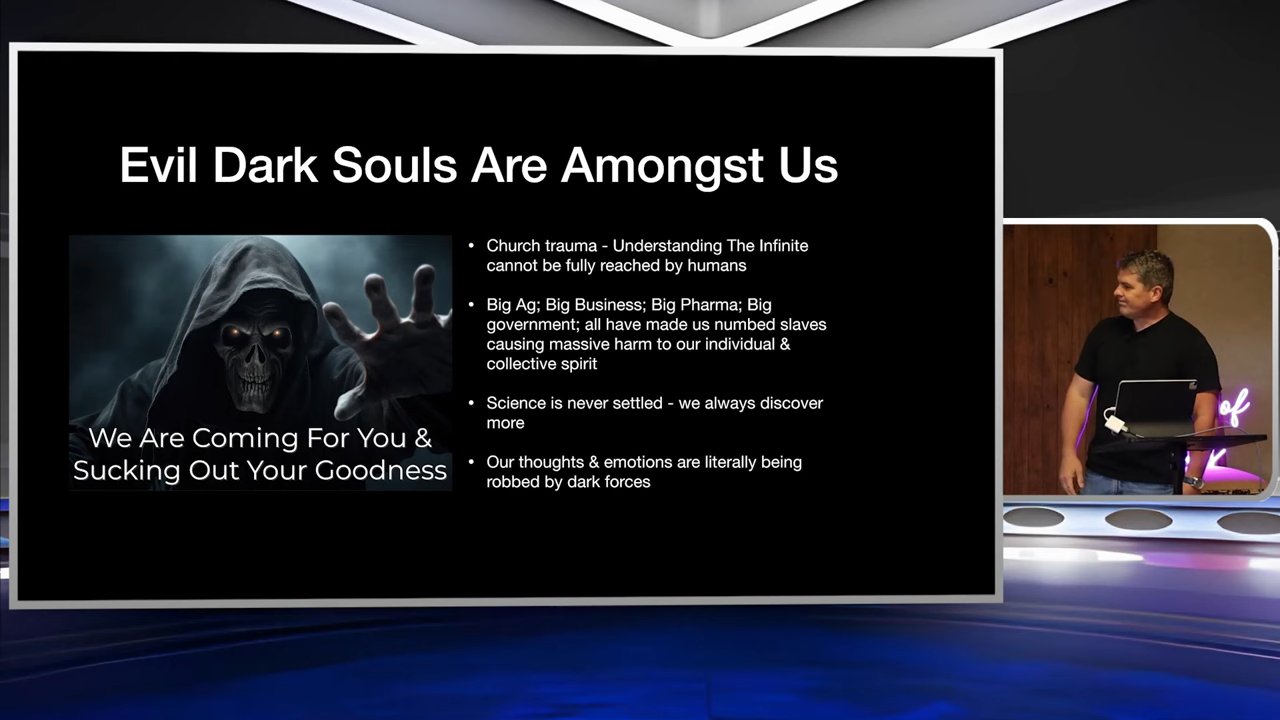 Evil Dark Souls Are Amongst Us
We Are Coming For You &
Sucking Out Your Goodness
• Church trauma - Understanding The Infinite
cannot be fully reached by humans
• Big Ag; Big Business; Big Pharma; Big
government; all have made us numbed slaves
causing massive harm to our individual &
collective spirit
• Science is never settled - we always discover
more
• Our thoughts & emotions are literally being
robbed by dark forces
of